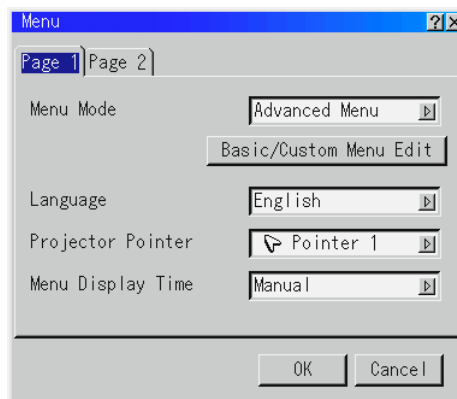 Menu ? ×
Page 1 Page 2
Menu Mode Advanced Menu
Basic/Custom Menu Edit
Language English
Projector Pointer Pointer 1
Menu Display Time Manual
OK Cancel